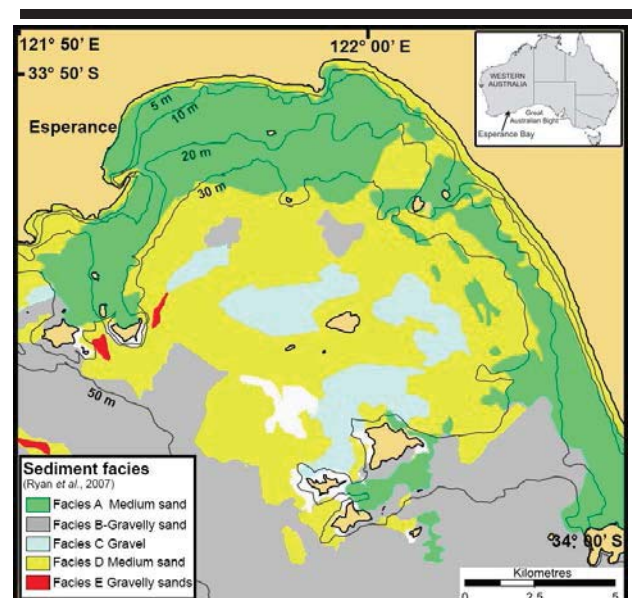 121° 50' E
122° 00' E
33° 50' S
WESTERN
AUSTRALIA
Great
Australian Bight
Esperance Bay
5 m
10 m
Esperance
20 m
30 m
50 m
Sediment facies
(Ryan et al., 2007)
Facies A Medium sand
Facies B-Gravelly sand
Facies C Gravel
Facies D Medium sand
Facies E Gravelly sands
34° 00' S
Kilometres
0 2.5 5